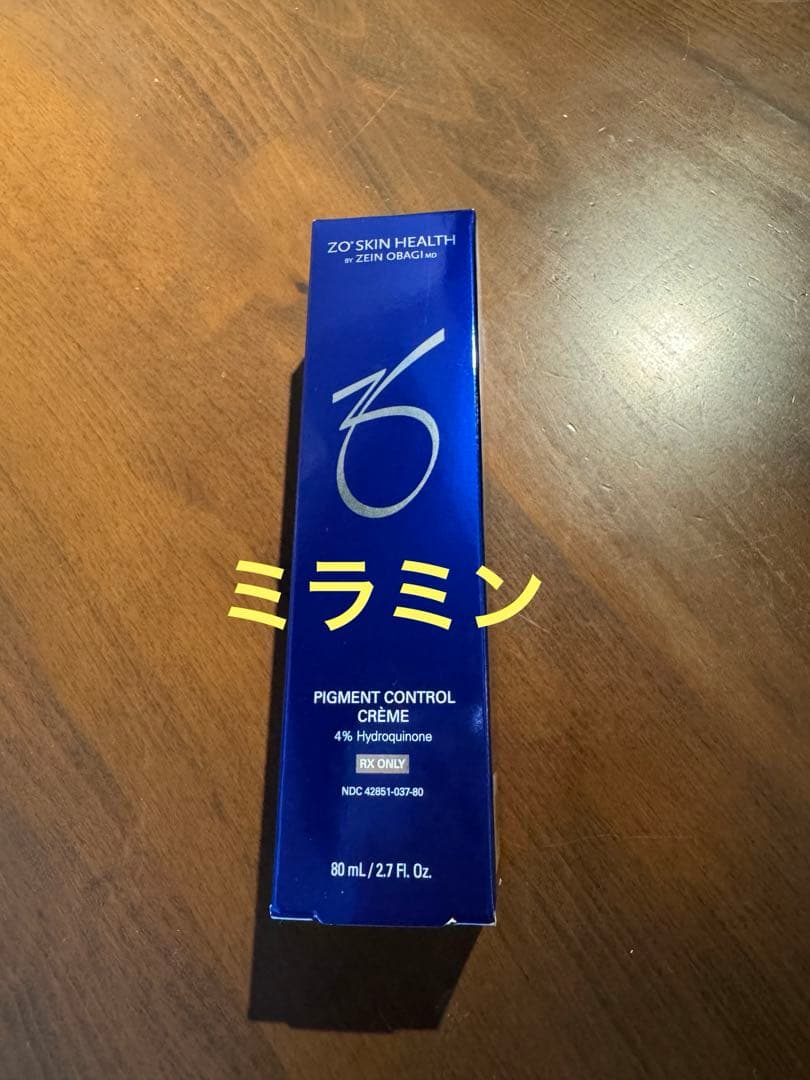 ZO® SKIN HEALTH
BY ZEIN OBAGI MD
ミラミン
PIGMENT CONTROL
CRÈME
4% Hydroquinone
RX ONLY
NDC 42851-037-80
80 mL / 2.7 Fl. Oz.